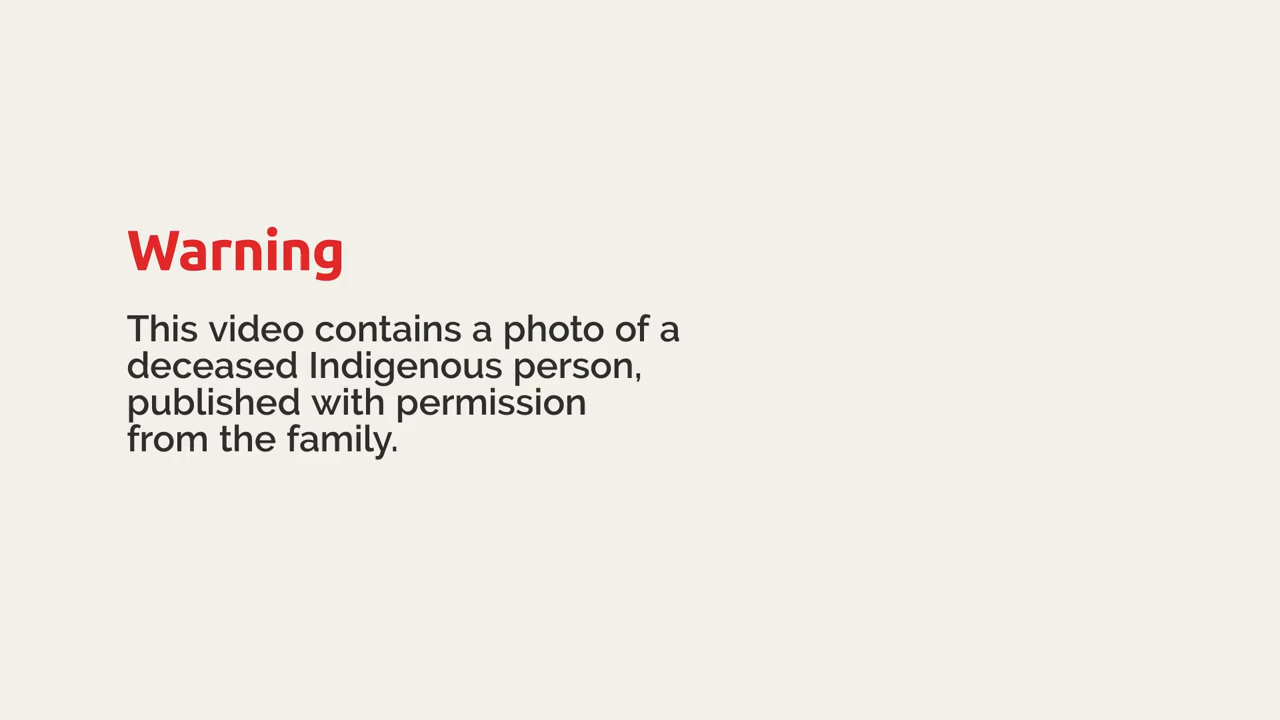 Warning
This video contains a photo of a
deceased Indigenous person,
published with permission
from the family.